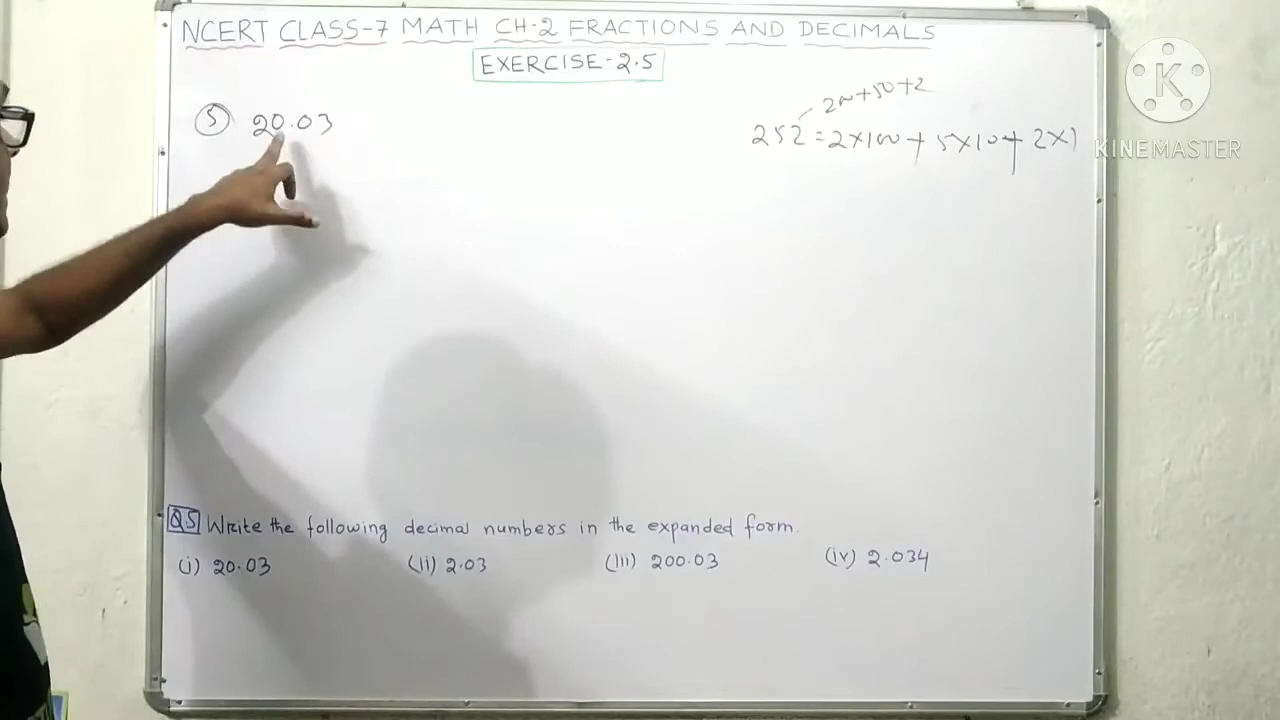 NCERT CLASS-7 MATH CH-2 FRACTIONS AND DECIMALS
EXERCISE-2.5
5 20.03
200+50+2
252=2×100+5×10+2×1
K
KINEMASTER
Q5 Write the following decimal numbers in the expanded form.
(i) 20.03 (ii) 2.03 (iii) 200.03 (iv) 2.034